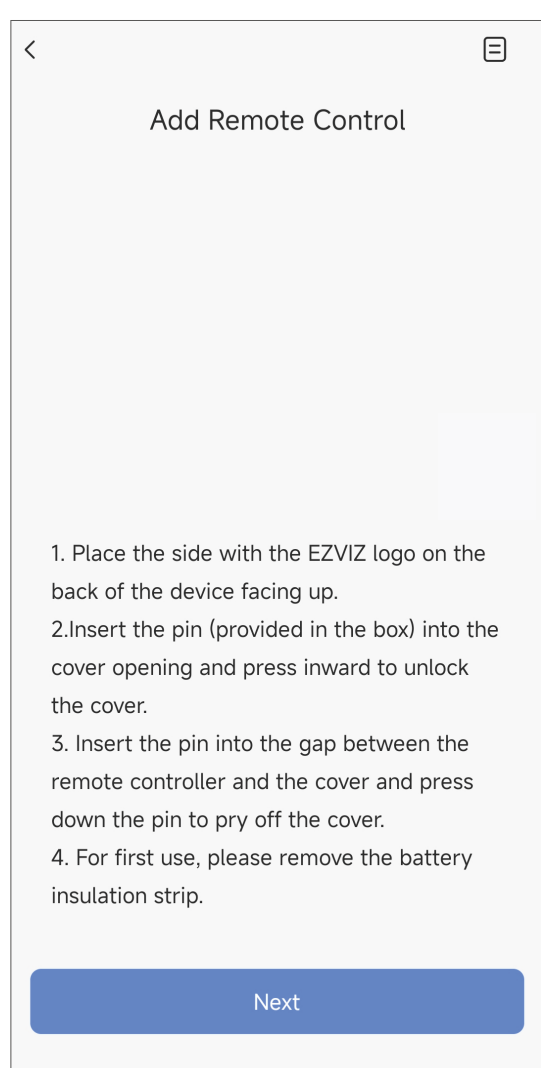 Add Remote Control
1. Place the side with the EZVIZ logo on the
back of the device facing up.
2.Insert the pin (provided in the box) into the
cover opening and press inward to unlock
the cover.
3. Insert the pin into the gap between the
remote controller and the cover and press
down the pin to pry off the cover.
4. For first use, please remove the battery
insulation strip.
Next